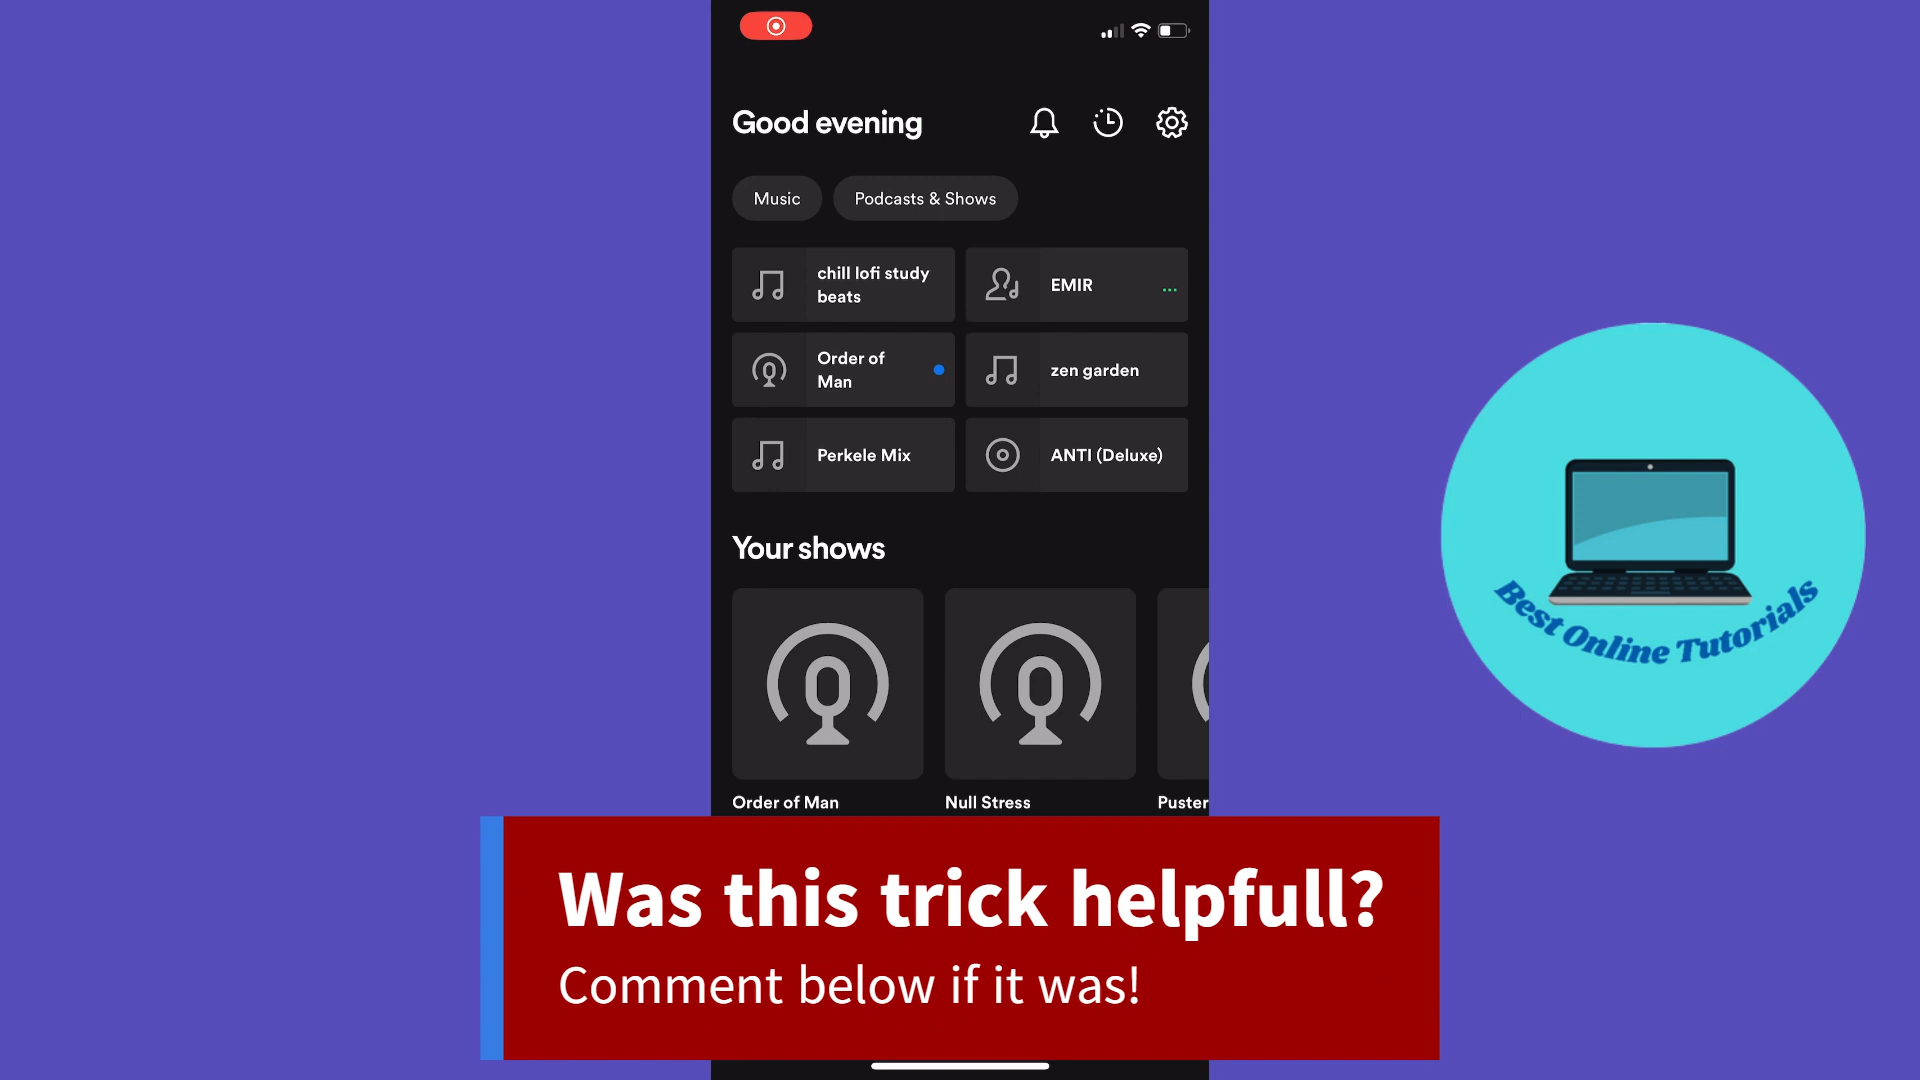 Good evening
Music
Podcasts & Shows
chill lofi study
beats
EMIR
Order of
Man
zen garden
Perkele Mix
ANTI (Deluxe)
Your shows
Order of Man
Null Stress
Puster
Best Online Tutorials
Was this trick helpfull?
Comment below if it was!